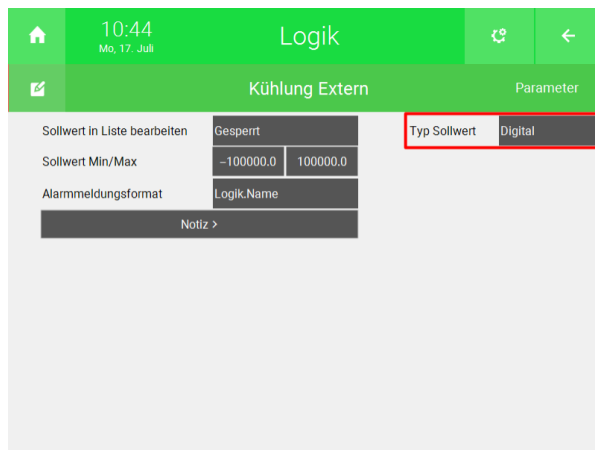 10:44
Mo, 17. Juli
Logik
Kühlung Extern
Parameter
Sollwert in Liste bearbeiten Gesperrt
Typ Sollwert Digital
Sollwert Min/Max −100000.0 100000.0
Alarmmeldungsformat Logik.Name
Notiz >